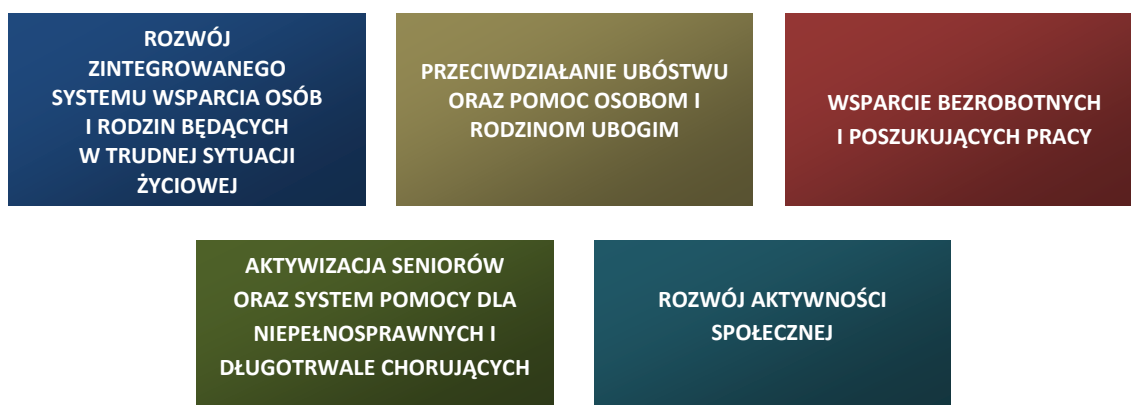 ROZWÓJ
ZINTEGROWANEGO
SYSTEMU WSPARCIA OSÓB
I RODZIN BĘDĄCYCH
W TRUDNEJ SYTUACJI
ŻYCIOWEJ
PRZECIWDZIAŁANIE UBÓSTWU
ORAZ POMOC OSOBOM I
RODZINOM UBOGIM
WSPARCIE BEZROBOTNYCH
I POSZUKUJĄCYCH PRACY
AKTYWIZACJA SENIORÓW
ORAZ SYSTEM POMOCY DLA
NIEPEŁNOSPRAWNYCH I
DŁUGOTRWALE CHORUJĄCYCH
ROZWÓJ AKTYWNOŚCI
SPOŁECZNEJ